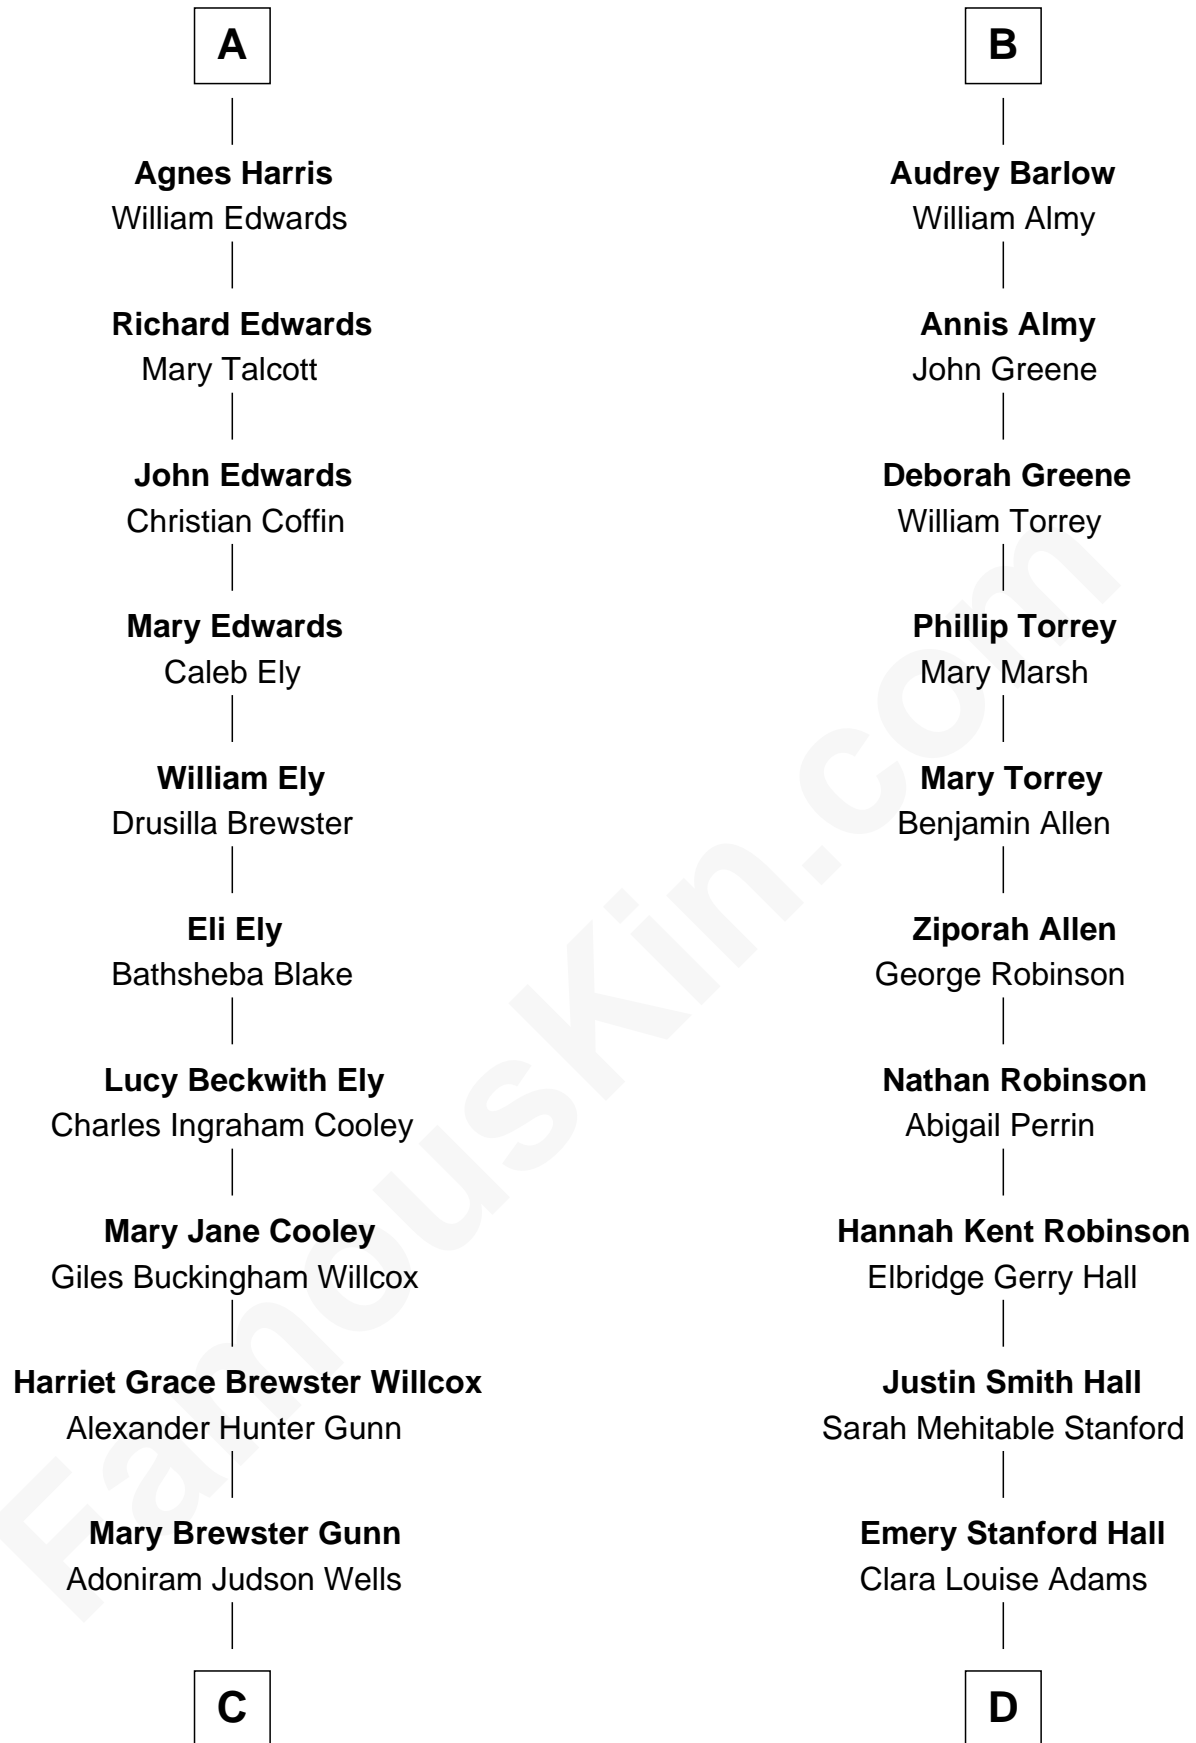 A
Agnes Harris
William Edwards
Richard Edwards
Mary Talcott
John Edwards
Christian Coffin
Mary Edwards
Caleb Ely
William Ely
Drusilla Brewster
Eli Ely
Bathsheba Blake
Lucy Beckwith Ely
Charles Ingraham Cooley
Mary Jane Cooley
Giles Buckingham Willcox
Harriet Grace Brewster Willcox
Alexander Hunter Gunn
Mary Brewster Gunn
Adoniram Judson Wells
C
B
Audrey Barlow
William Almy
Annis Almy
John Greene
Deborah Greene
William Torrey
Phillip Torrey
Mary Marsh
Mary Torrey
Benjamin Allen
Ziporah Allen
George Robinson
Nathan Robinson
Abigail Perrin
Hannah Kent Robinson
Elbridge Gerry Hall
Justin Smith Hall
Sarah Mehitable Stanford
Emery Stanford Hall
Clara Louise Adams
D
FamousKin.com